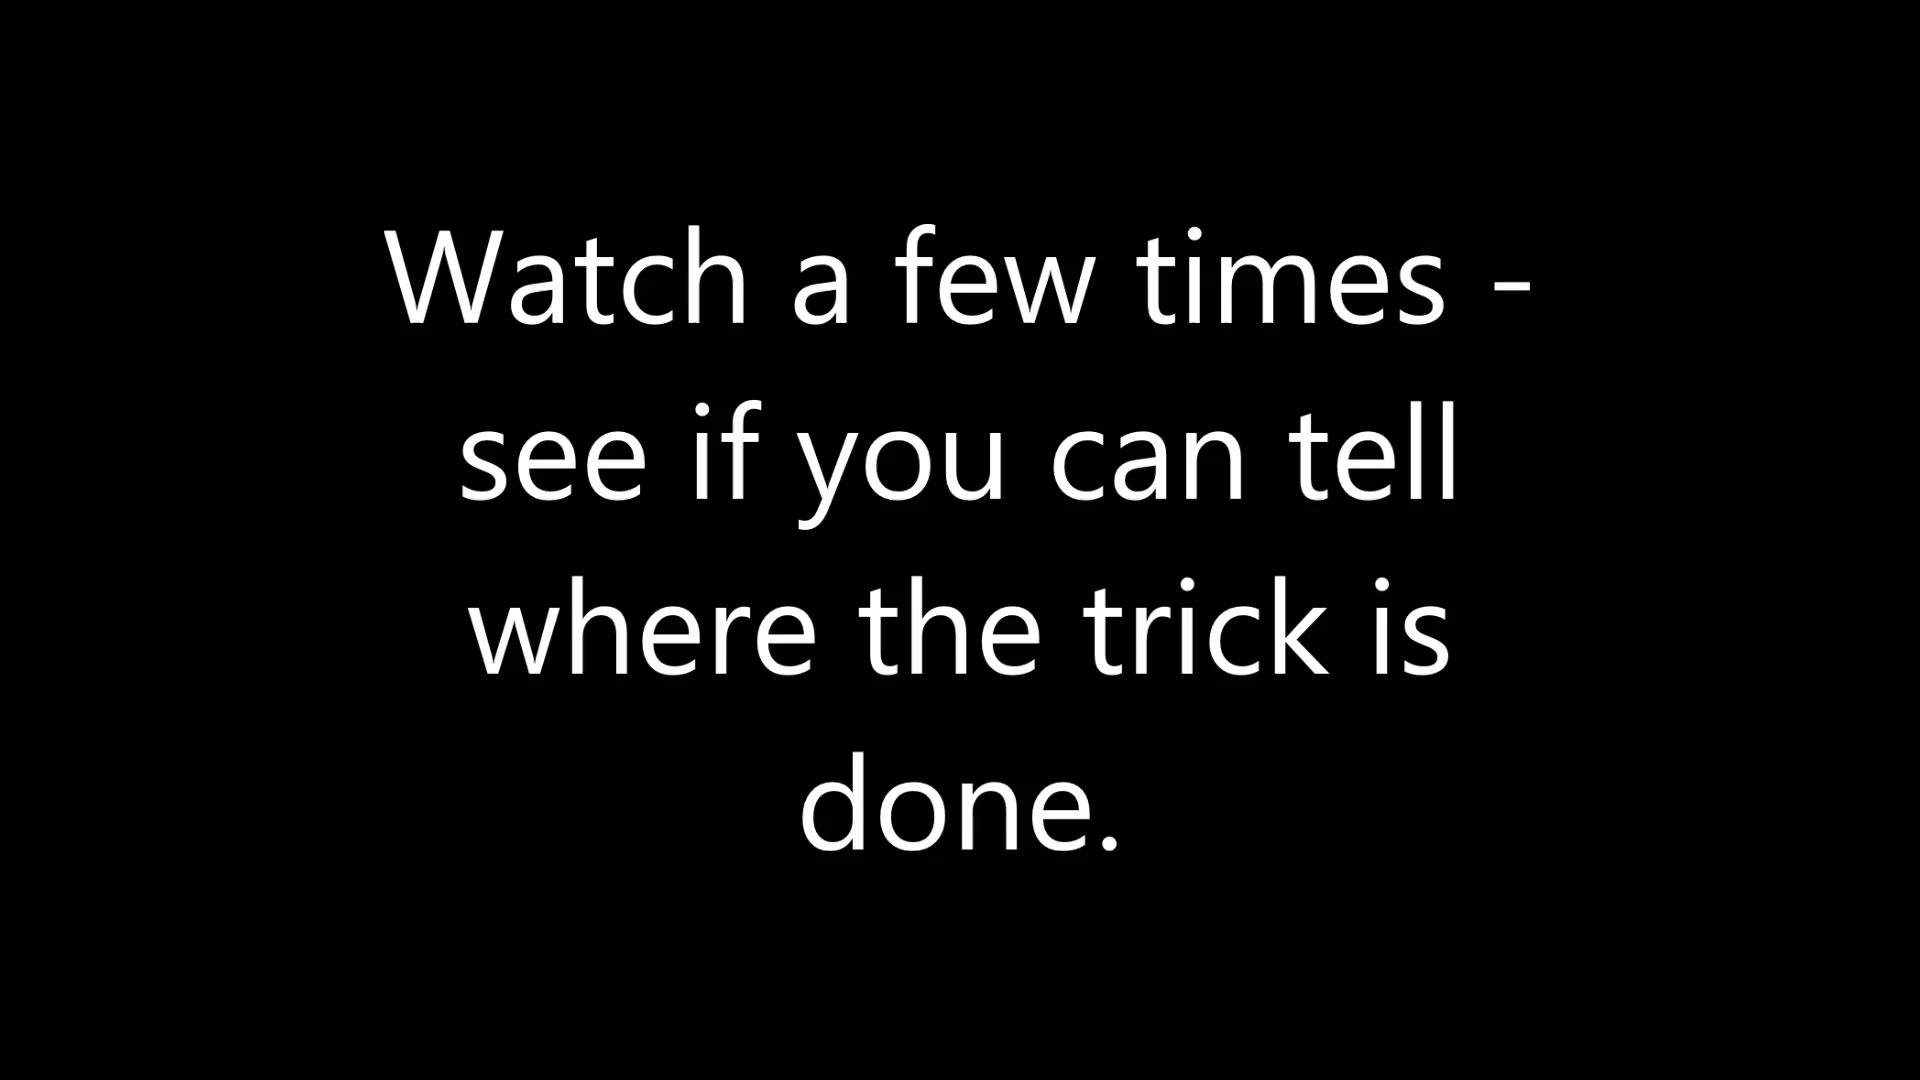 Watch a few times -
see if you can tell
where the trick is
done.